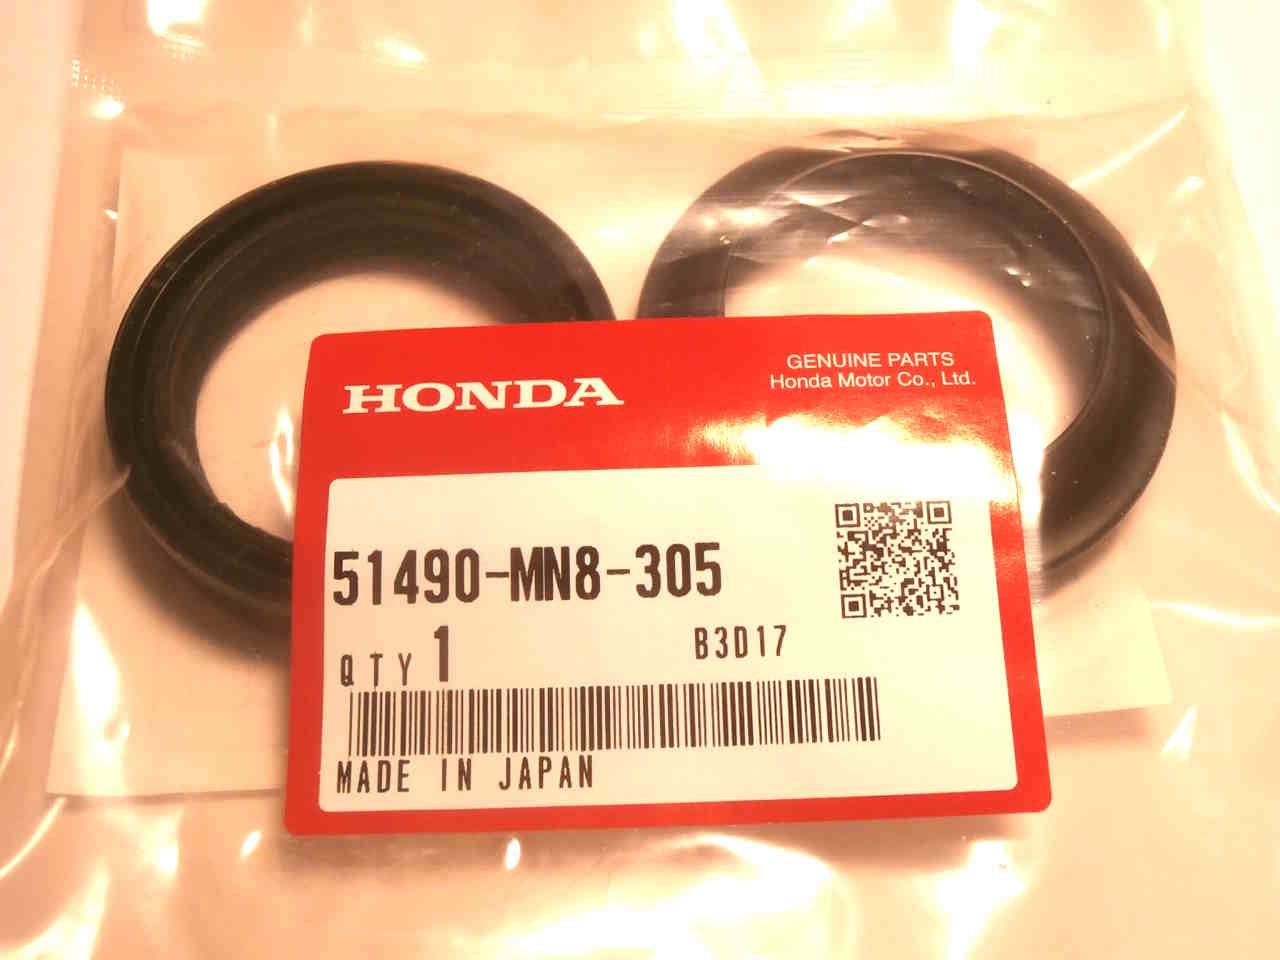 HONDA
GENUINE PARTS
Honda Motor Co., Ltd.
51490-MN8-305
QTY 1
B3D17
MADE IN JAPAN